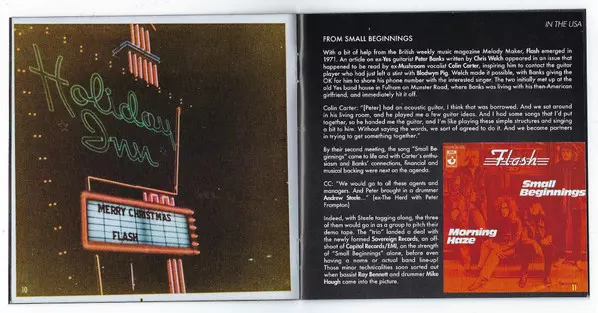 Holiday
Inn
MERRY CHRISTMAS
FLASH
10
IN THE USA
FROM SMALL BEGINNINGS
With a bit of help from the British weekly music magazine Melody Maker, Flash emerged in
1971. An article on ex-Yes guitarist Peter Banks written by Chris Welch appeared in an issue that
happened to be read by ex-Mushroom vocalist Colin Carter, inspiring him to contact the guitar
player who had just left a stint with Blodwyn Pig. Welch made it possible, with Banks giving the
OK for him to share his phone number with the interested singer. The two initially met up at the
old Yes band house in Fulham on Munster Road, where Banks was living with his then-American
girlfriend, and immediately hit it off.
Colin Carter: "[Peter] had an acoustic guitar, I think that was borrowed. And we sat around
in his living room, and he played me a few guitar ideas. And I had some songs that I'd put
together, so he handed me the guitar, and I'm like playing these simple structures and singing
a bit to him. Without saying the words, we sort of agreed to do it. And we became partners
in trying to get something together."
By their second meeting, the song "Small Be-
ginnings" came to life and with Carter's enthu-
siasm and Banks' connections, financial and
musical backing were next on the agenda.
CC: "We would go to all these agents and
managers. And Peter brought in a drummer
Andrew Steele..." (ex-The Herd with Peter
Frampton)
Indeed, with Steele tagging along, the three
of them would go in as a group to pitch their
demo tape. The "trio" landed a deal with
the newly formed Sovereign Records, an off-
shoot of Capitol Records/EMI, on the strength
of "Small Beginnings" alone, before even
having a name or actual band line-up!
Those minor technicalities soon sorted out
when bassist Ray Bennett and drummer Mike
Hough came into the picture.
Flash
Small
Beginnings
Morning
Haze
11